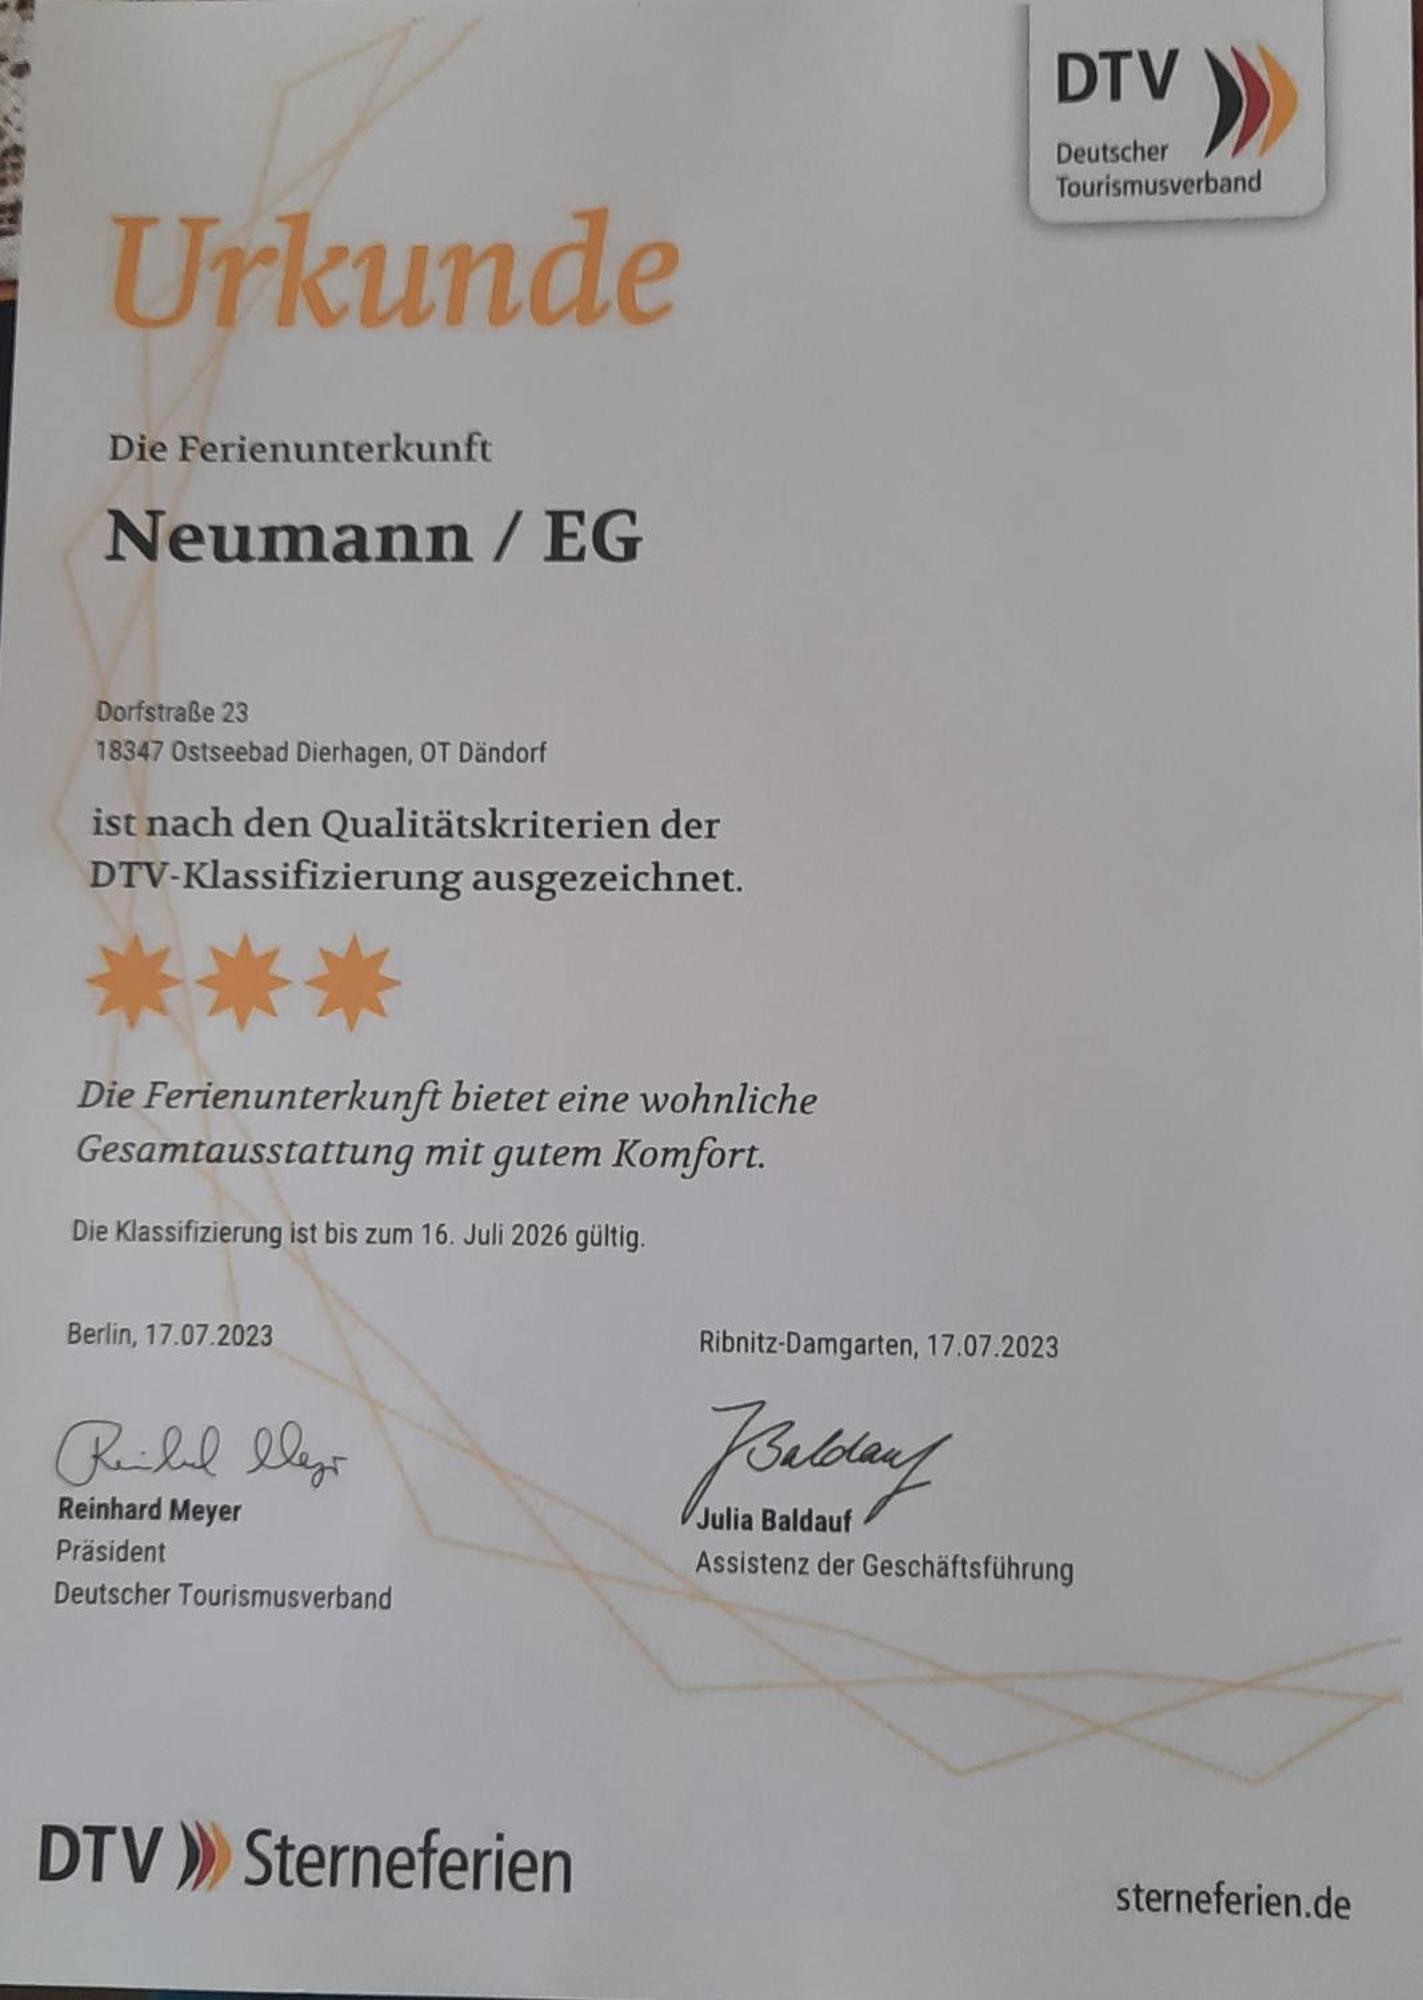 DTV
Deutscher
Tourismusverband
Urkunde
Die Ferienunterkunft
Neumann / EG
Dorfstraße 23
18347 Ostseebad Dierhagen, OT Dändorf
ist nach den Qualitätskriterien der
DTV-Klassifizierung ausgezeichnet.
Die Ferienunterkunft bietet eine wohnliche
Gesamtausstattung mit gutem Komfort.
Die Klassifizierung ist bis zum 16. Juli 2026 gültig.
Berlin, 17.07.2023
Reinhard Meyer
Reinhard Meyer
Präsident
Deutscher Tourismusverband
Ribnitz-Damgarten, 17.07.2023
J Baldauf
Julia Baldauf
Assistenz der Geschäftsführung
DTV Sterneferien
sterneferien.de